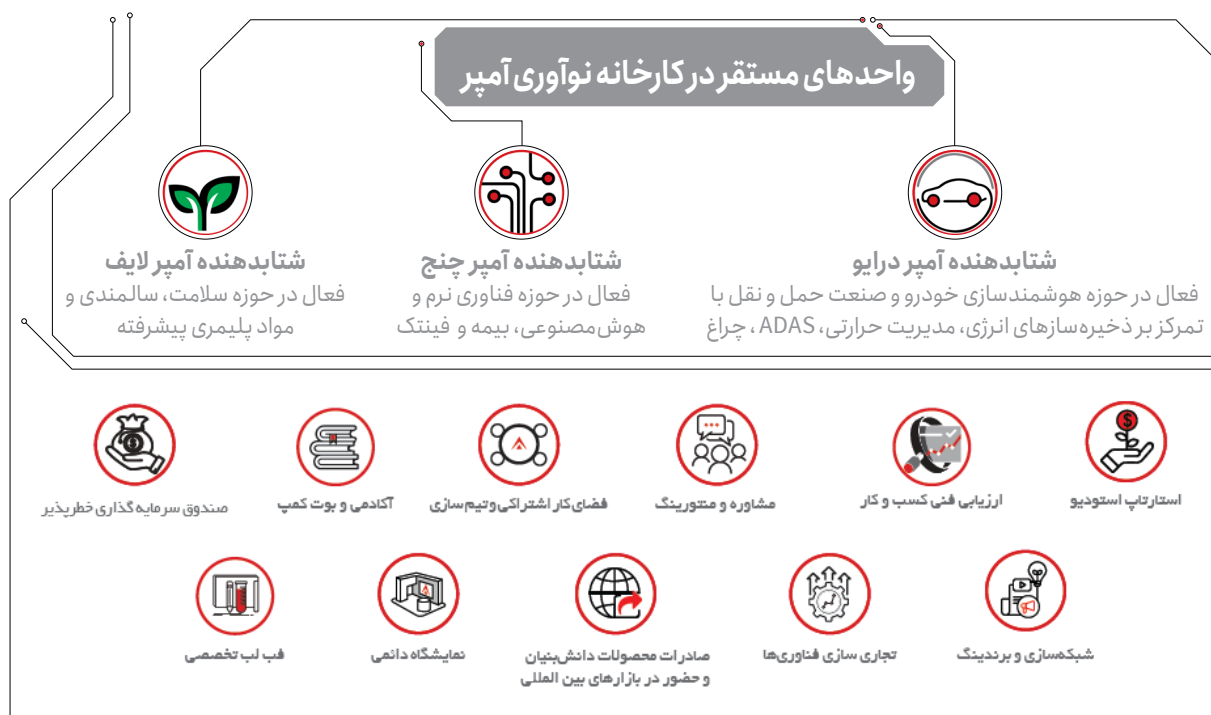 واحدهای مستقر در کارخانه نوآوری آمپر
شتابدهنده آمپر درایو
فعال در حوزه هوشمندسازی خودرو و صنعت حمل و نقل با
تمرکز بر ذخیره‌سازهای انرژی، مدیریت حرارتی، ADAS ، چراغ
شتابدهنده آمپر چنج
فعال در حوزه فناوری نرم و
هوش‌مصنوعی، بیمه و فینتک
شتابدهنده آمپر لایف
فعال در حوزه سلامت، سالمندی و
مواد پلیمری پیشرفته
استارتاپ استودیو
ارزیابی فنی کسب و کار
مشاوره و منتورینگ
فضای کار اشتراکی و تیم سازی
آکادمی و بوت کمپ
صندوق سرمایه گذاری خطرپذیر
شبکه‌سازی و برندینگ
تجاری سازی فناوری‌ها
صادرات محصولات دانش‌بنیان
و حضور در بازارهای بین المللی
نمایشگاه دائمی
فب لب تخصصی